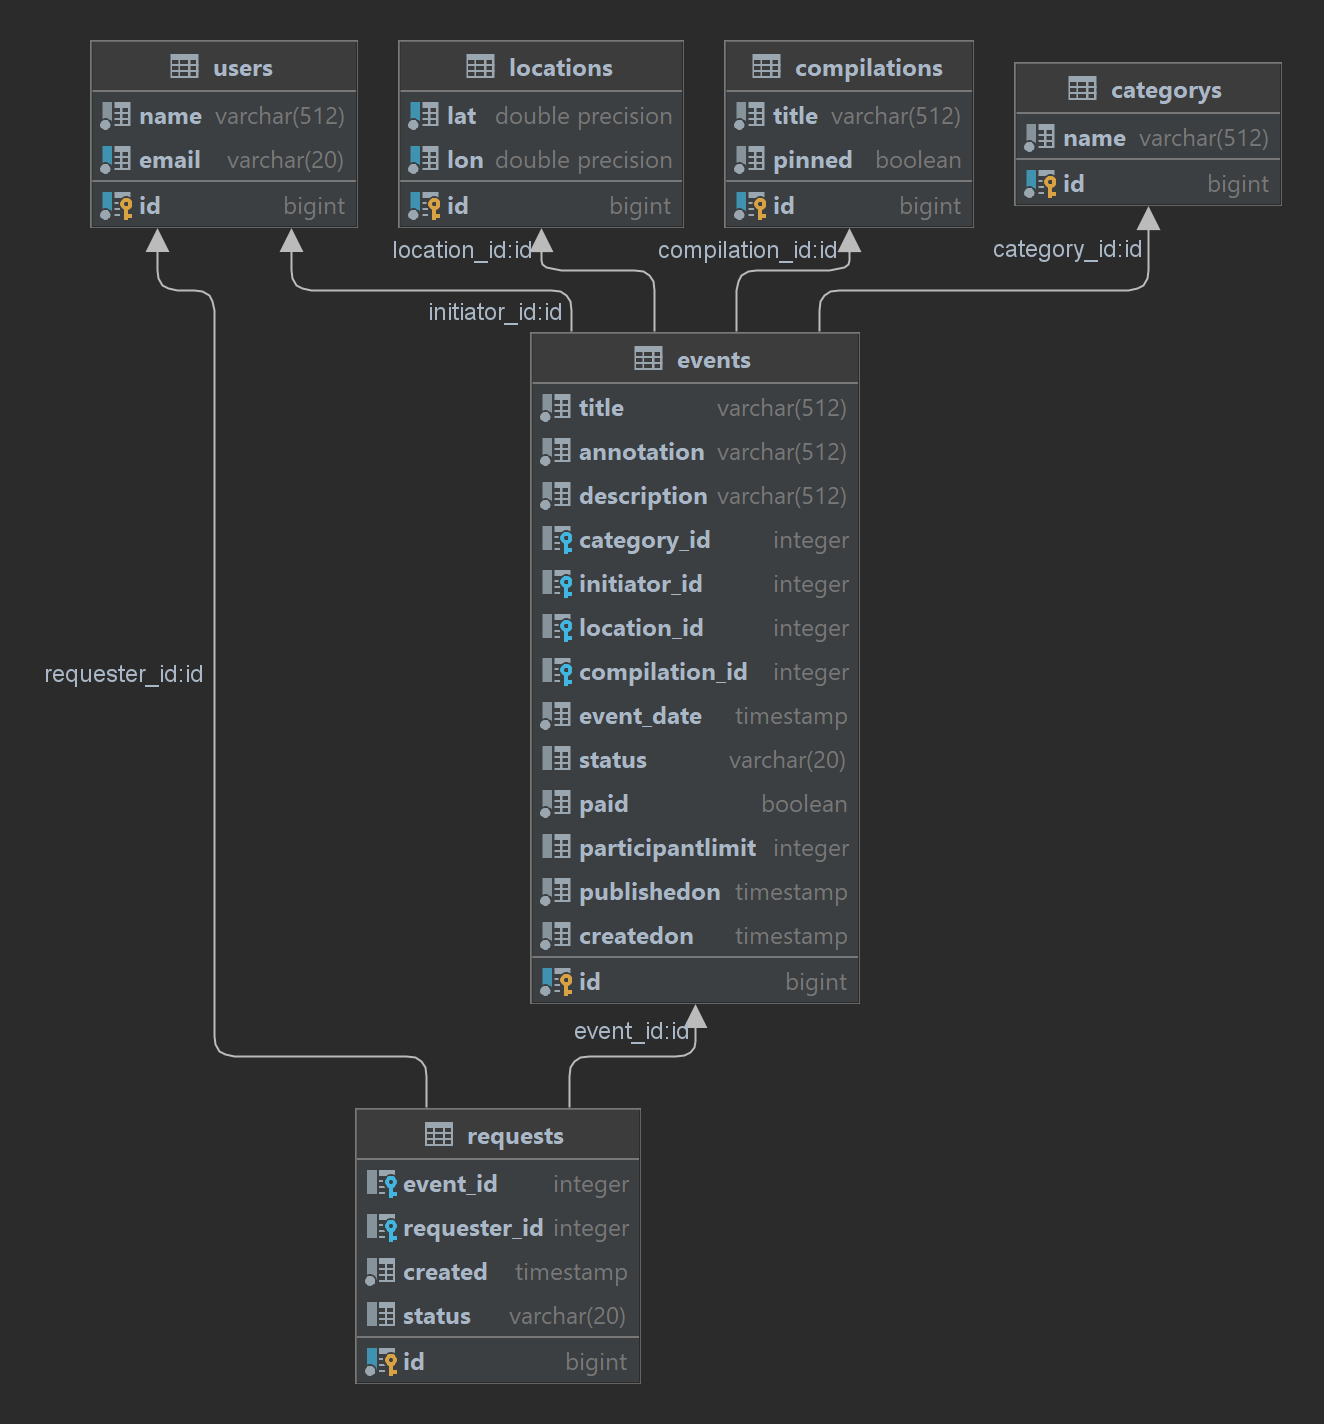 users
name varchar(512)
email varchar(20)
id bigint
locations
lat double precision
lon double precision
id bigint
compilations
title varchar(512)
pinned boolean
id bigint
categorys
name varchar(512)
id bigint
location_id:id
compilation_id:id
category_id:id
initiator_id:id
events
title varchar(512)
annotation varchar(512)
description varchar(512)
category_id integer
initiator_id integer
location_id integer
compilation_id integer
event_date timestamp
status varchar(20)
paid boolean
participantlimit integer
publishedon timestamp
createdon timestamp
id bigint
requester_id:id
event_id:id
requests
event_id integer
requester_id integer
created timestamp
status varchar(20)
id bigint